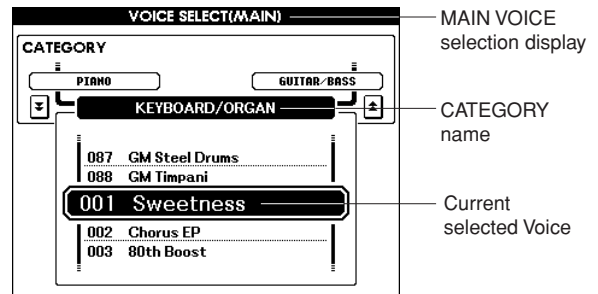 VOICE SELECT(MAIN)
MAIN VOICE
selection display
CATEGORY
PIANO
GUITAR/BASS
KEYBOARD/ORGAN
CATEGORY
name
087 GM Steel Drums
088 GM Timpani
001 Sweetness
Current
selected Voice
002 Chorus EP
003 80th Boost